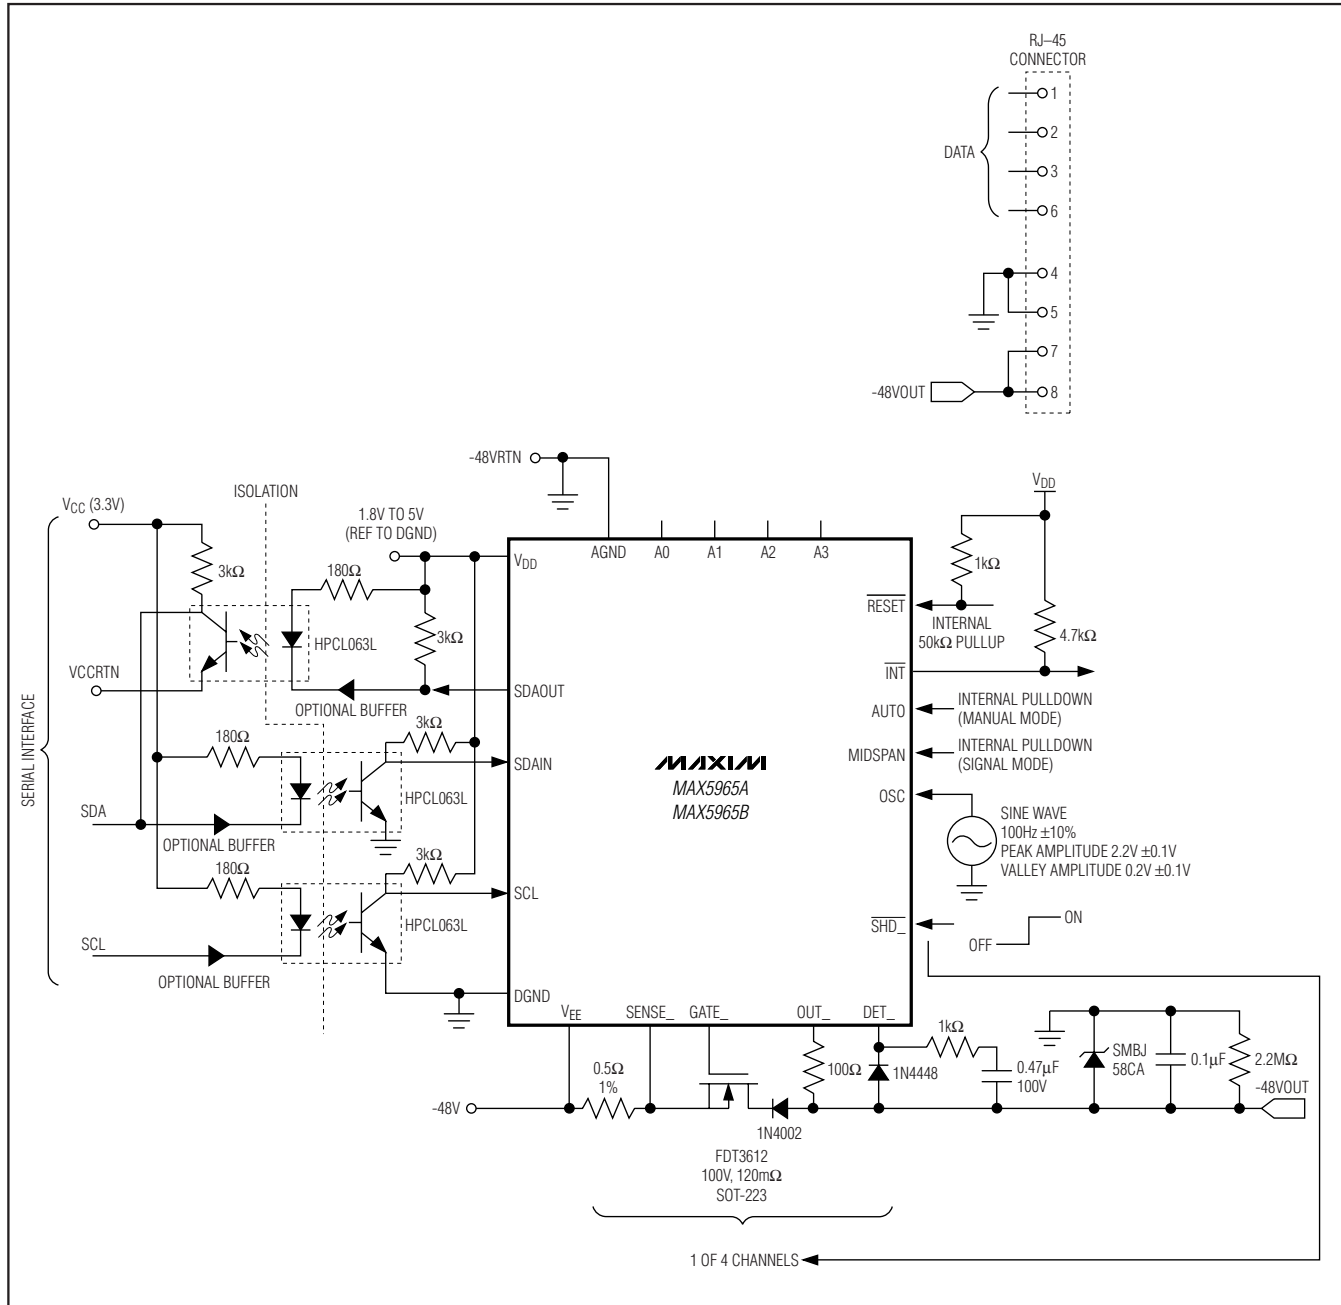 RJ–45
CONNECTOR
1
2
DATA
3
6
4
5
7
-48VOUT
8
-48VRTN
ISOLATION
VCC (3.3V)
1.8V TO 5V
(REF TO DGND)
VDD
VDD
AGND
A0
A1
A2
A3
3kΩ
180Ω
1kΩ
RESET
INTERNAL
50kΩ PULLUP
4.7kΩ
HPCL063L
3kΩ
VCCRTN
SDAOUT
OPTIONAL BUFFER
INT
AUTO
INTERNAL PULLDOWN
(MANUAL MODE)
SERIAL INTERFACE
180Ω
3kΩ
SDAIN
MIDSPAN
INTERNAL PULLDOWN
(SIGNAL MODE)
MAXIM
MAX5965A
MAX5965B
HPCL063L
OSC
SDA
OPTIONAL BUFFER
SINE WAVE
100Hz ±10%
PEAK AMPLITUDE 2.2V ±0.1V
VALLEY AMPLITUDE 0.2V ±0.1V
180Ω
3kΩ
SCL
HPCL063L
SHD_
ON
OFF
SCL
OPTIONAL BUFFER
DGND
VEE
SENSE_
GATE_
OUT_
DET_
0.5Ω
1%
100Ω
1N4448
1kΩ
0.47µF
100V
SMBJ
58CA
0.1µF
2.2MΩ
-48VOUT
-48V
1N4002
FDT3612
100V, 120mΩ
SOT-223
1 OF 4 CHANNELS